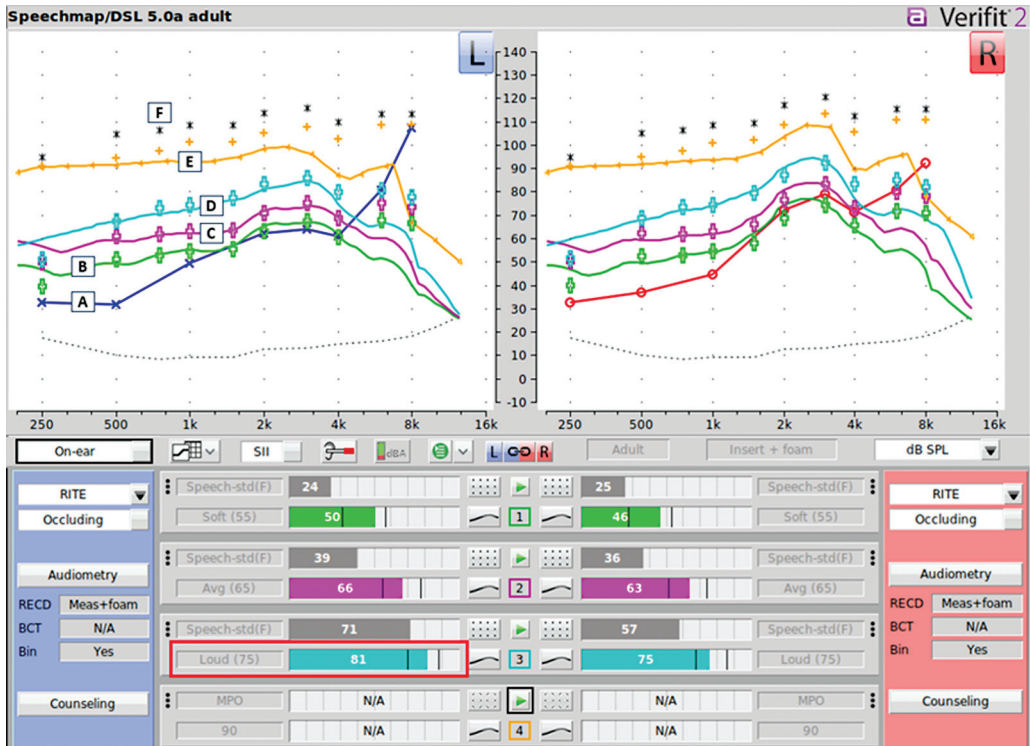 Speechmap/DSL 5.0a adult
a Verifit 2
L
R
140
130
120
110
100
90
80
70
60
50
40
30
20
10
0
-10
F
E
D
C
B
A
250 500 1k 2k 4k 8k 16k
250 500 1k 2k 4k 8k 16k
On-ear SII dBA L R Adult Insert + foam dB SPL
RITE
Occluding
Audiometry
RECD Meas+foam
BCT N/A
Bin Yes
Counseling
Speech-std(F) 24 25 Speech-std(F)
Soft (55) 50 1 46 Soft (55)
Speech-std(F) 39 36 Speech-std(F)
Avg (65) 66 2 63 Avg (65)
Speech-std(F) 71 57 Speech-std(F)
Loud (75) 81 3 75 Loud (75)
MPO N/A N/A MPO
90 N/A 4 N/A 90
RITE
Occluding
Audiometry
RECD Meas+foam
BCT N/A
Bin Yes
Counseling